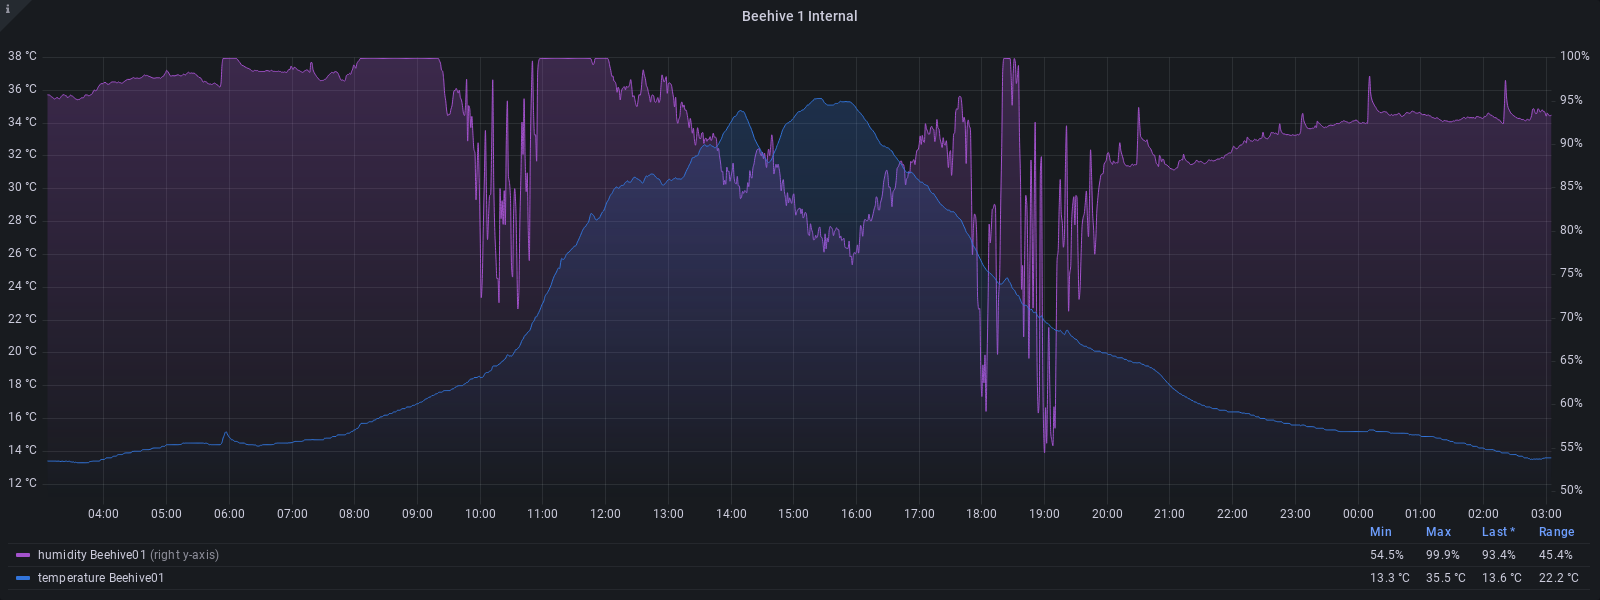 i
Beehive 1 Internal
38 °C 100%
36 °C 95%
34 °C 90%
32 °C 85%
30 °C 80%
28 °C 75%
26 °C 70%
24 °C 65%
22 °C 60%
20 °C 55%
18 °C 50%
16 °C
14 °C
12 °C
04:00 05:00 06:00 07:00 08:00 09:00 10:00 11:00 12:00 13:00 14:00 15:00 16:00 17:00 18:00 19:00 20:00 21:00 22:00 23:00 00:00 01:00 02:00 03:00
Min Max Last * Range
humidity Beehive01 (right y-axis) 54.5% 99.9% 93.4% 45.4%
temperature Beehive01 13.3 °C 35.5 °C 13.6 °C 22.2 °C